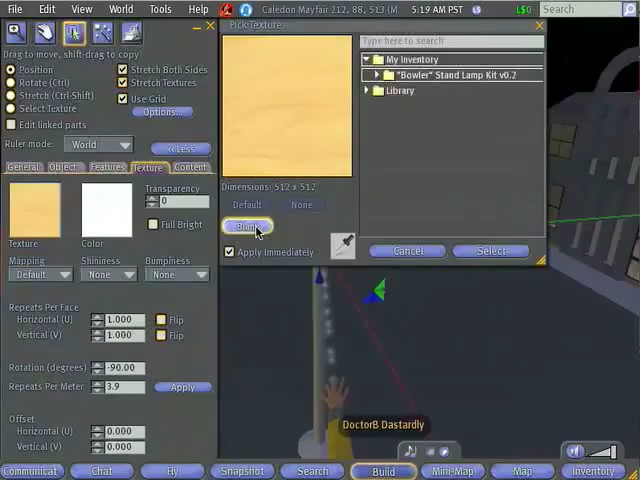 File Edit View World Tools Help Caledon Mayfair 212, 88, 513 (M 5:19 AM PST L$0 Search
Pick Texture
Drag to move, shift-drag to copy
Position
Rotate (Ctrl)
Stretch (Ctrl-Shift)
Select Texture
Edit linked parts
Stretch Both Sides
Stretch Textures
Use Grid
Options...
Ruler mode: World
<< Less
General Object Features Texture Content
Texture
Color
Transparency
0
Full Bright
Mapping Shininess Bumpiness
Default None None
Repeats Per Face
Horizontal (U) 1.000 Flip
Vertical (V) 1.000 Flip
Rotation (degrees) -90.00
Repeats Per Meter 3.9 Apply
Offset
Horizontal (U) 0.000
Vertical (V) 0.000
Type here to search
My Inventory
"Bowler" Stand Lamp Kit v0.2
Library
Dimensions: 512 x 512
Default None
Blank
Apply Immediately
Cancel Select
DoctorB Dastardly
Communicat Chat Fly Snapshot Search Build Mini-Map Map Inventory